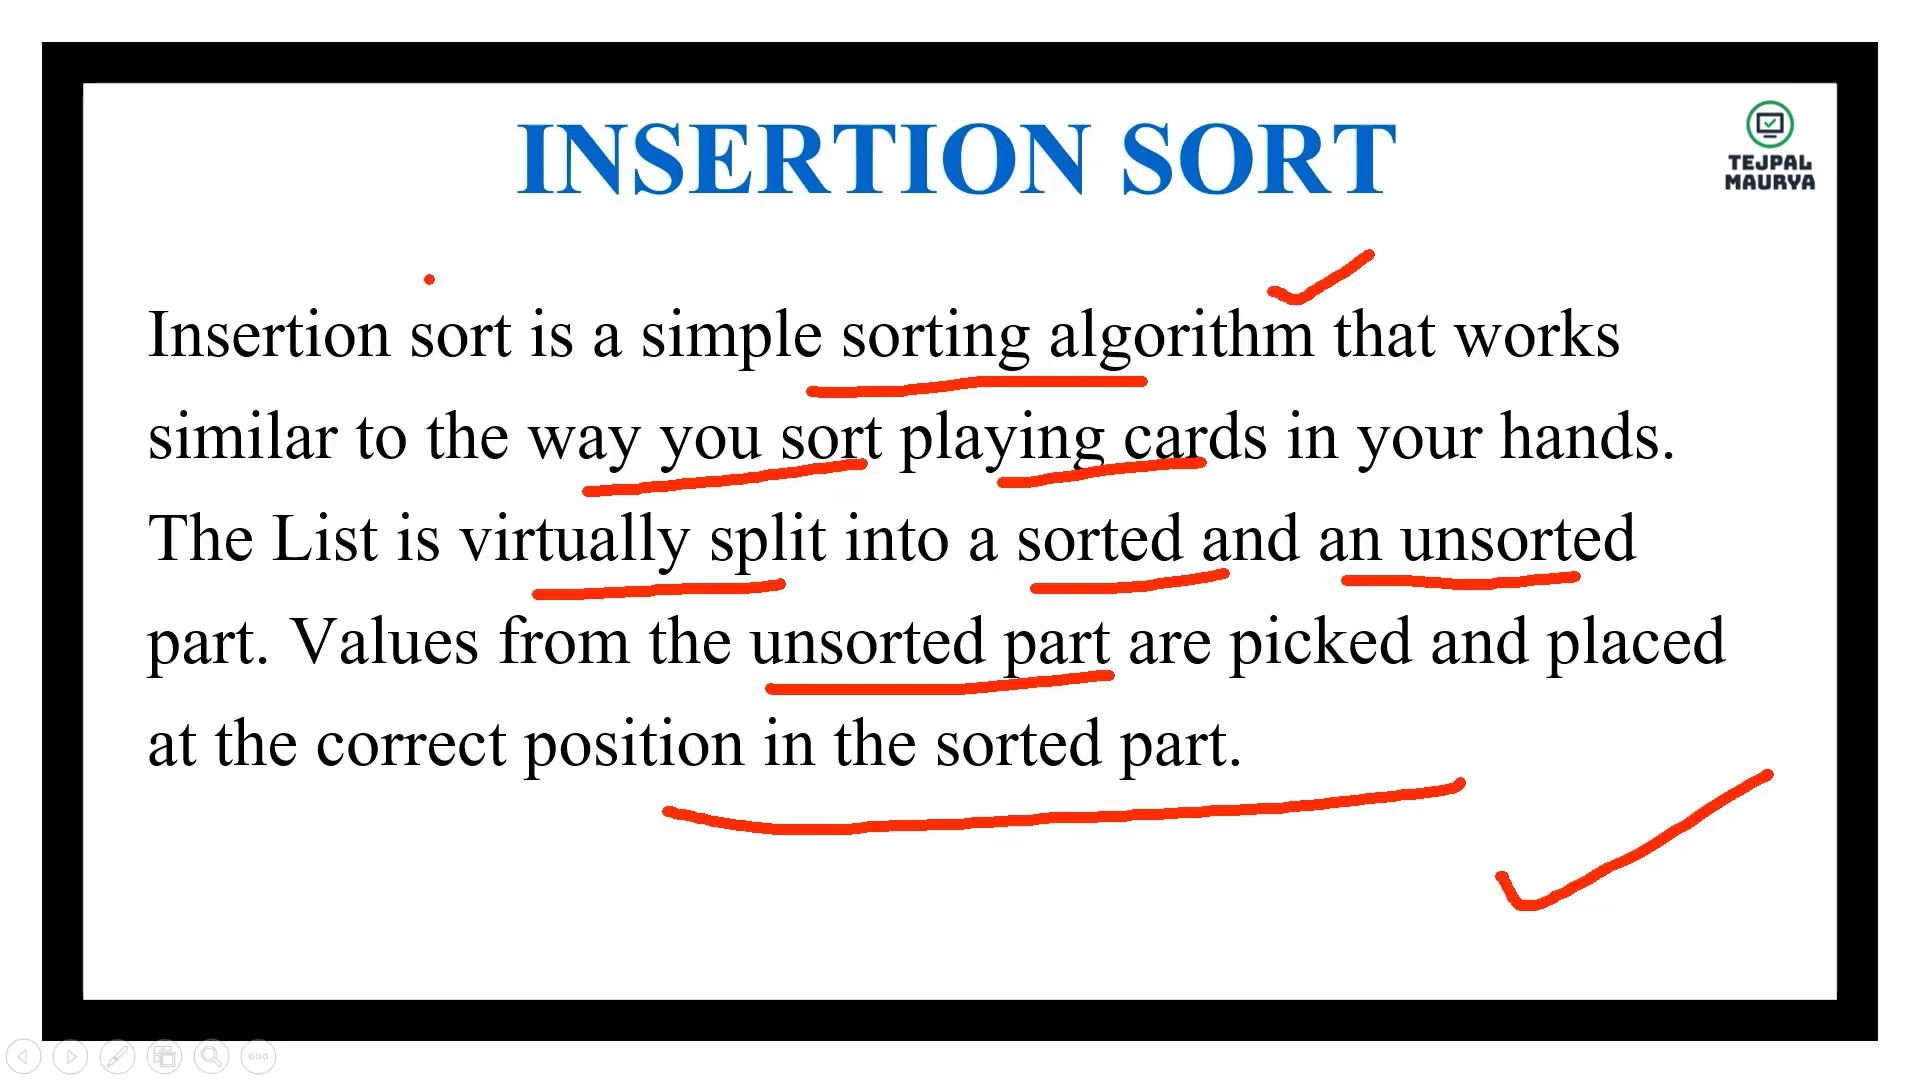 INSERTION SORT
TEJPAL
MAURYA
Insertion sort is a simple sorting algorithm that works
similar to the way you sort playing cards in your hands.
The List is virtually split into a sorted and an unsorted
part. Values from the unsorted part are picked and placed
at the correct position in the sorted part.